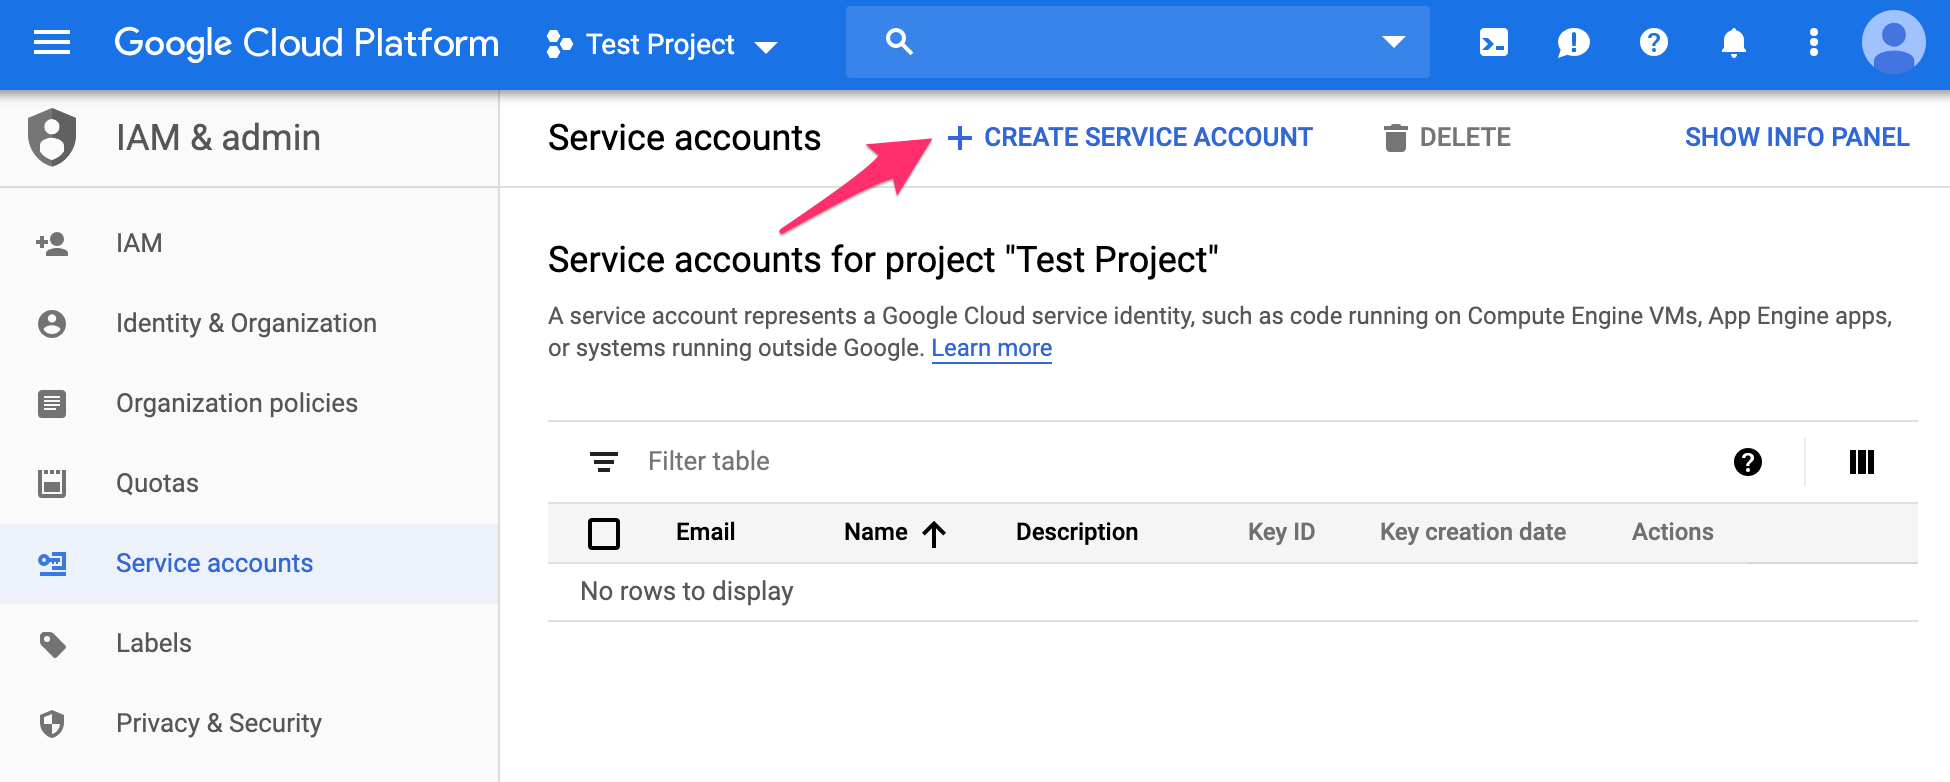 Google Cloud Platform
Test Project
IAM & admin
Service accounts
CREATE SERVICE ACCOUNT
DELETE
SHOW INFO PANEL
IAM
Identity & Organization
Organization policies
Quotas
Service accounts
Labels
Privacy & Security
Service accounts for project "Test Project"
A service account represents a Google Cloud service identity, such as code running on Compute Engine VMs, App Engine apps,
or systems running outside Google. Learn more
Filter table
Email Name Description Key ID Key creation date Actions
No rows to display